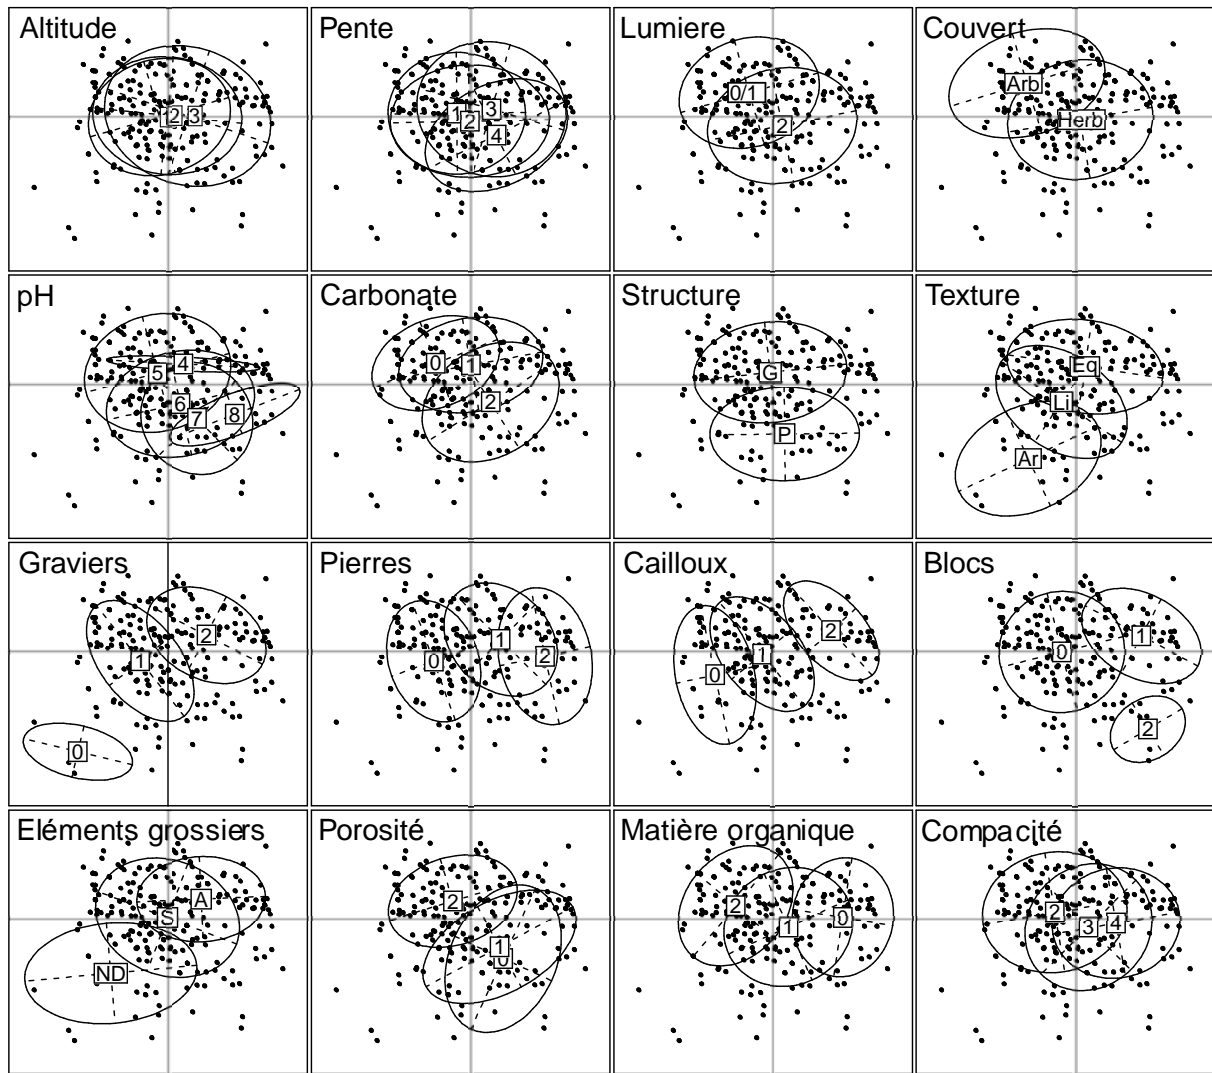 Altitude
1 2 3
Pente
1 2 3 4
Lumiere
0/1
2
Couvert
Arb
Herb
pH
4
5
6
7 8
Carbonate
0 1
2
Structure
G
P
Texture
Eq
Li
Ar
Graviers
2
1
0
Pierres
1
2
0
Cailloux
2
1
0
Blocs
1
0
2
Eléments grossiers
A
S
ND
Porosité
2
1
0
Matière organique
2
0
1
Compacité
2
3 4